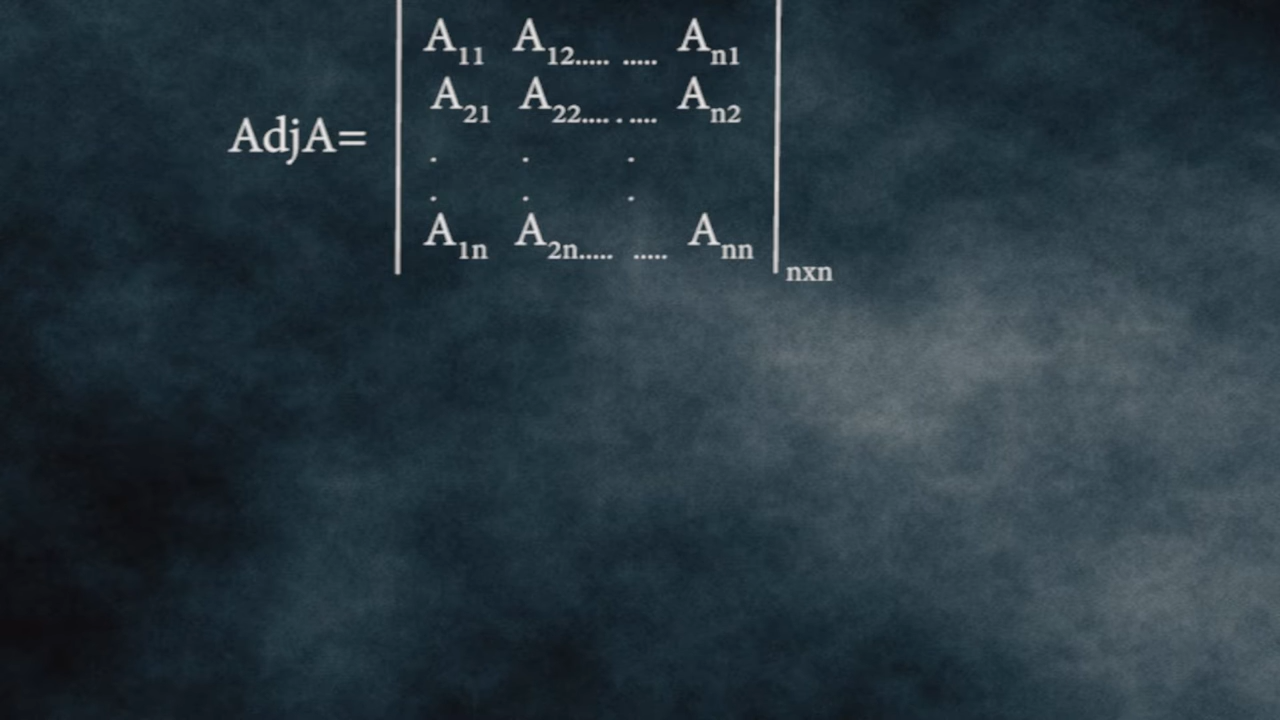 A11 A12..... ..... An1
A21 A22.... . .... An2
AdjA=
. . .
. . .
A1n A2n..... ..... Ann
nxn